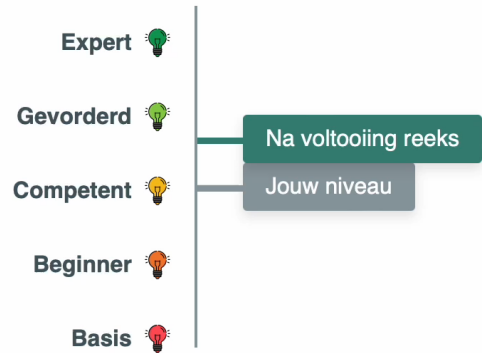 Expert
Gevorderd
Na voltooiing reeks
Jouw niveau
Competent
Beginner
Basis